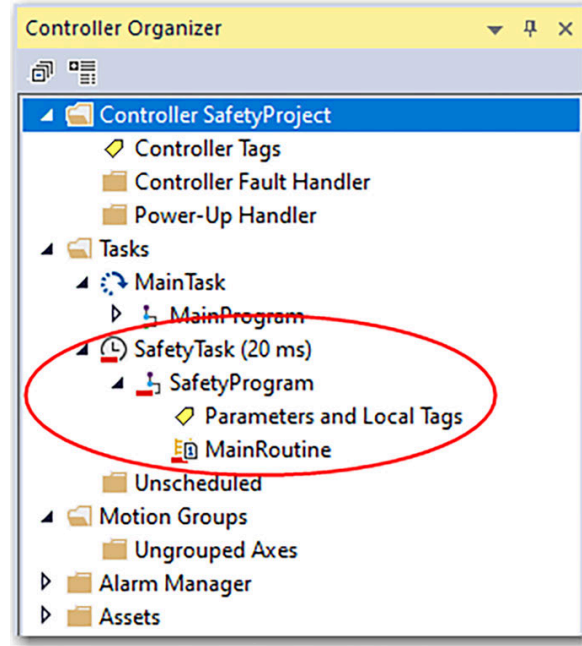 Controller Organizer
Controller SafetyProject
Controller Tags
Controller Fault Handler
Power-Up Handler
Tasks
MainTask
MainProgram
SafetyTask (20 ms)
SafetyProgram
Parameters and Local Tags
MainRoutine
Unscheduled
Motion Groups
Ungrouped Axes
Alarm Manager
Assets